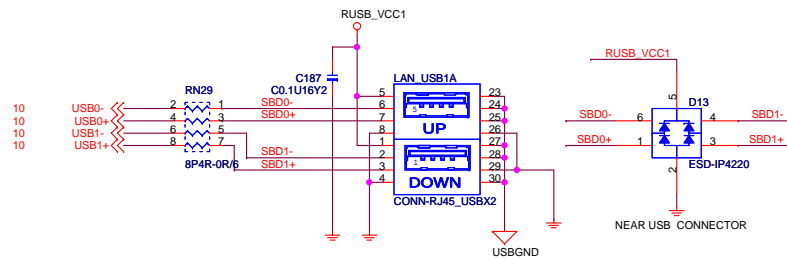 RUSB_VCC1
LAN_USB1A
RUSB_VCC1
C187
C0.1U16Y2
RN29
D13
10 USB0- 2 1 SBD0- 6
10 USB0+ 4 3 SBD0+ 7
10 USB1- 6 5
10 USB1+ 8 7
8P4R-0R/6
SBD1- 2
SBD1+ 3
5
8
1
4
5
UP
1
DOWN
23
24
25
26
27
28
29
30
CONN-RJ45_USBX2
USBGND
5
SBD0- 6 4 SBD1-
SBD0+ 1 3 SBD1+
2
ESD-IP4220
NEAR USB CONNECTOR